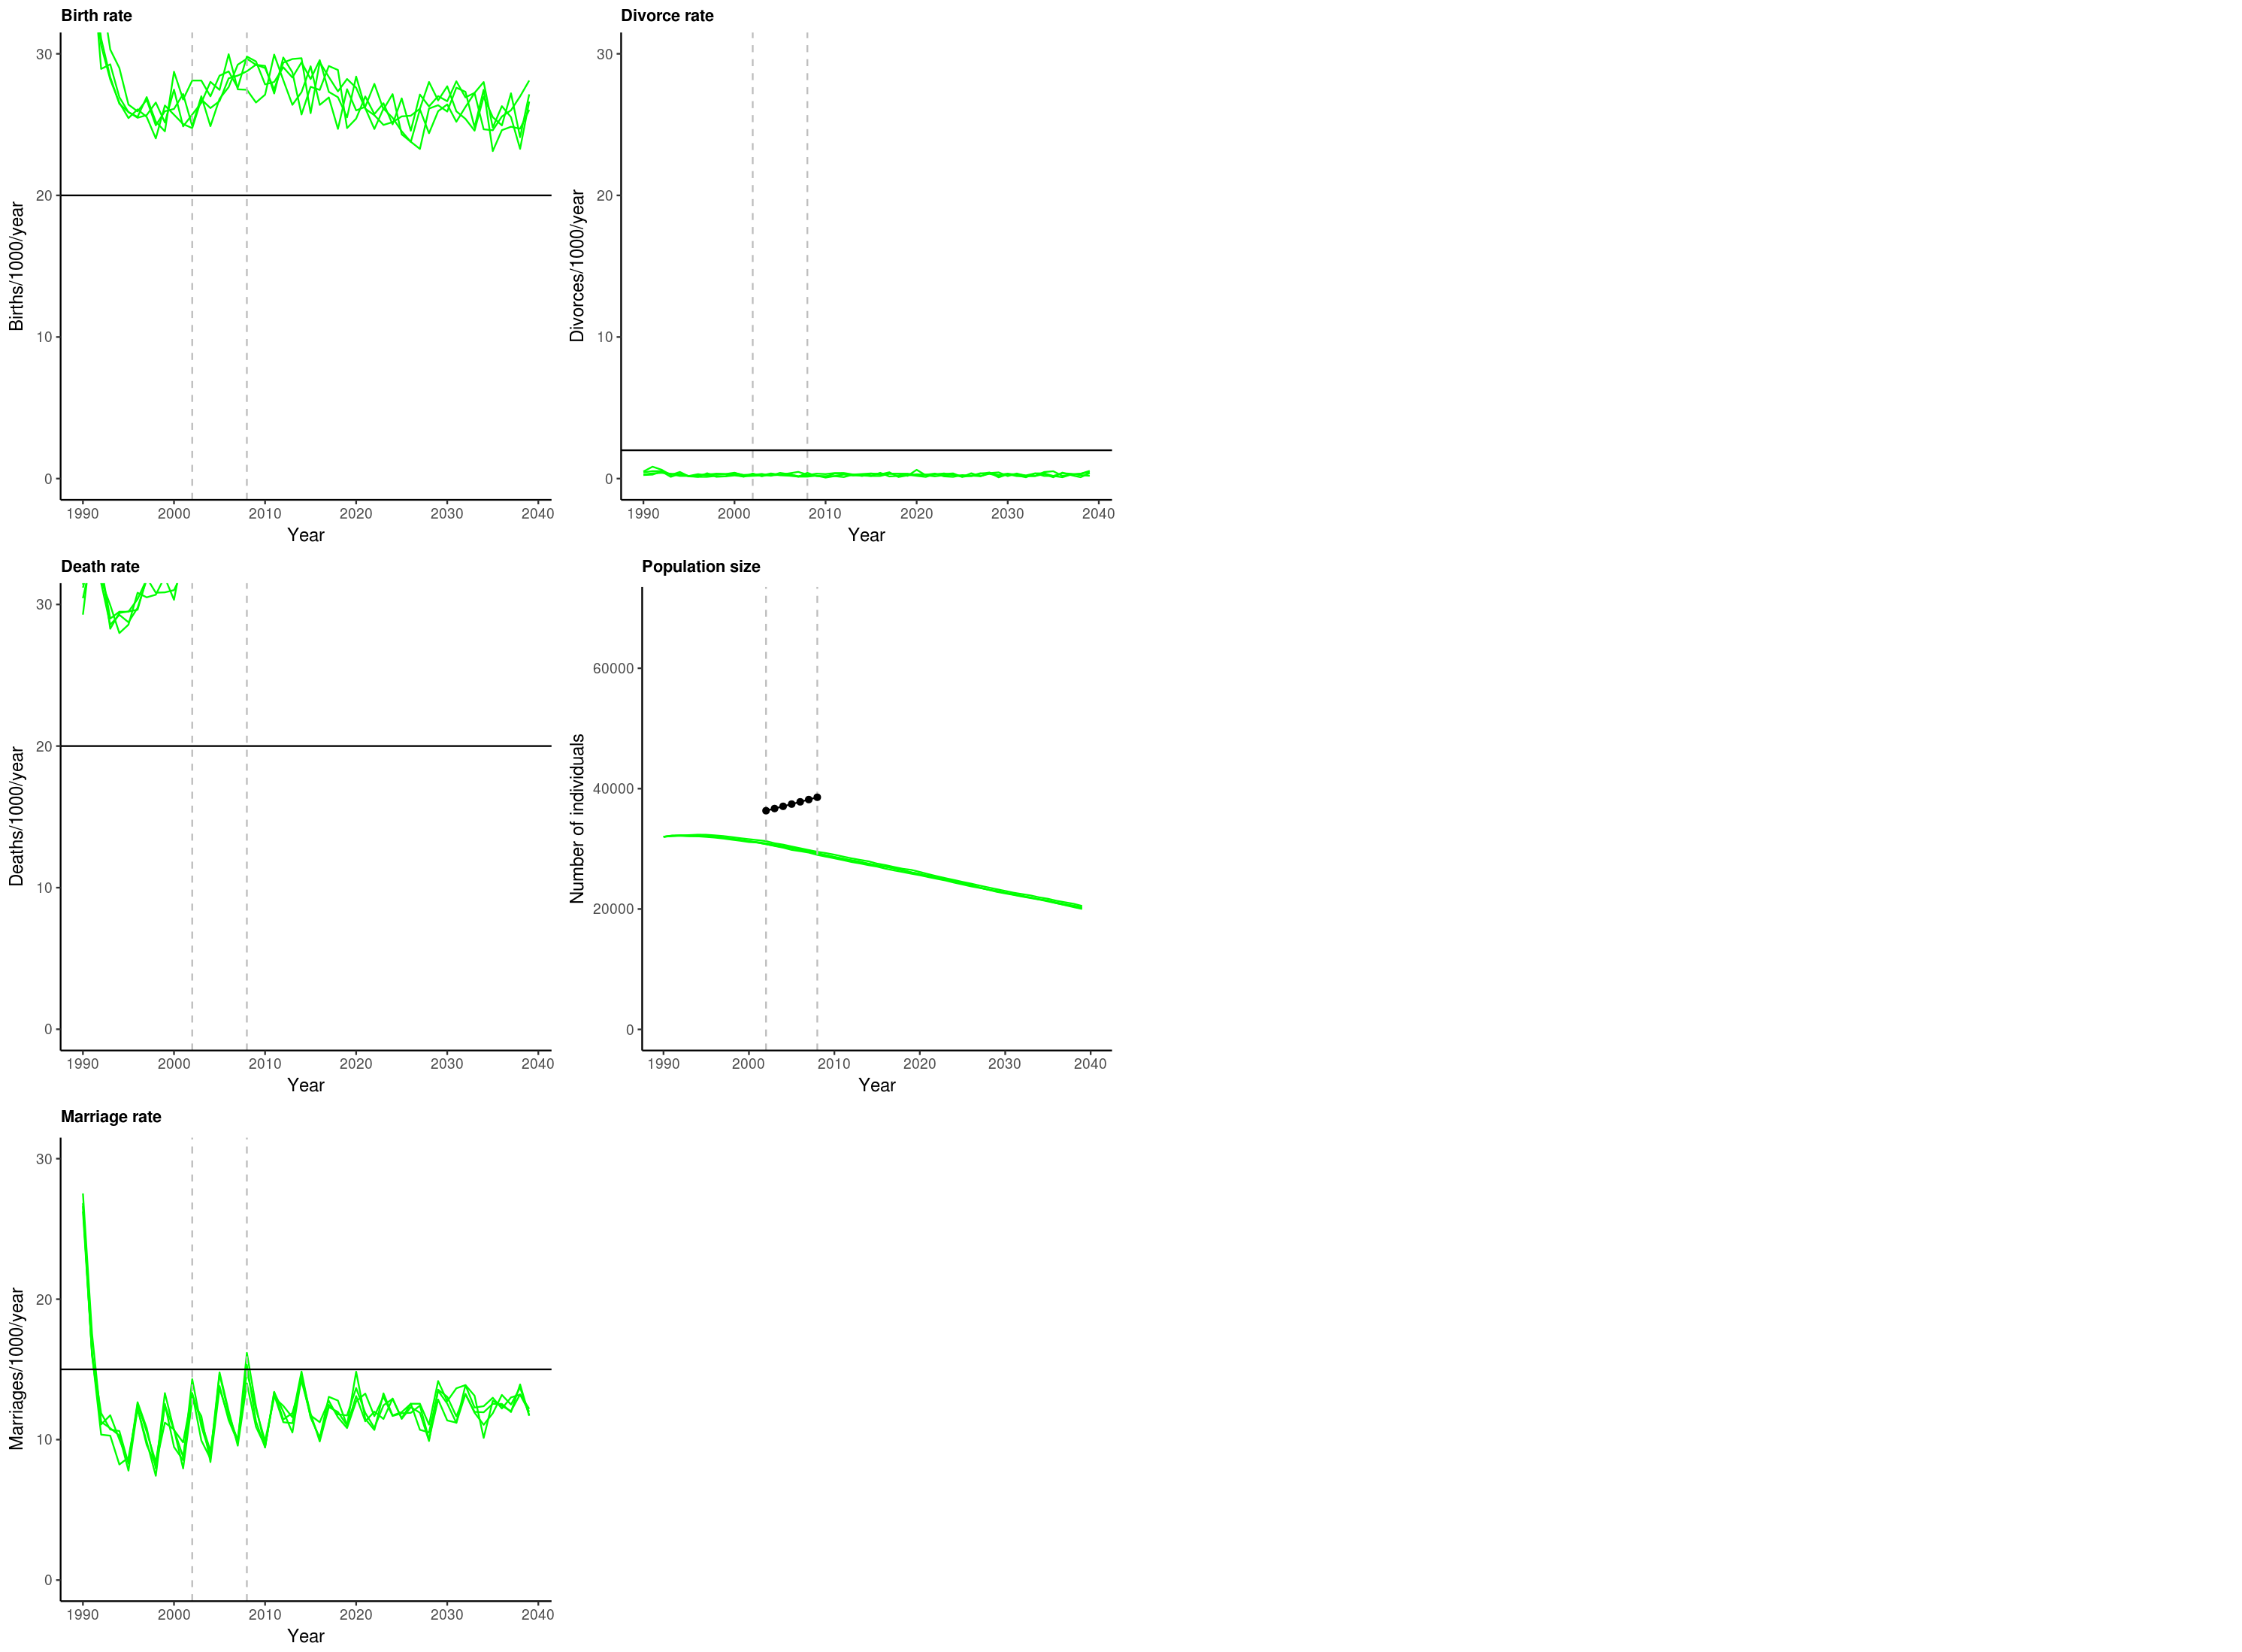 Birth rate
Births/1000/year
30
20
10
0
1990 2000 2010 2020 2030 2040
Year
Divorce rate
Divorces/1000/year
30
20
10
0
1990 2000 2010 2020 2030 2040
Year
Death rate
Deaths/1000/year
30
20
10
0
1990 2000 2010 2020 2030 2040
Year
Population size
Number of individuals
60000
40000
20000
0
1990 2000 2010 2020 2030 2040
Year
Marriage rate
Marriages/1000/year
30
20
10
0
1990 2000 2010 2020 2030 2040
Year